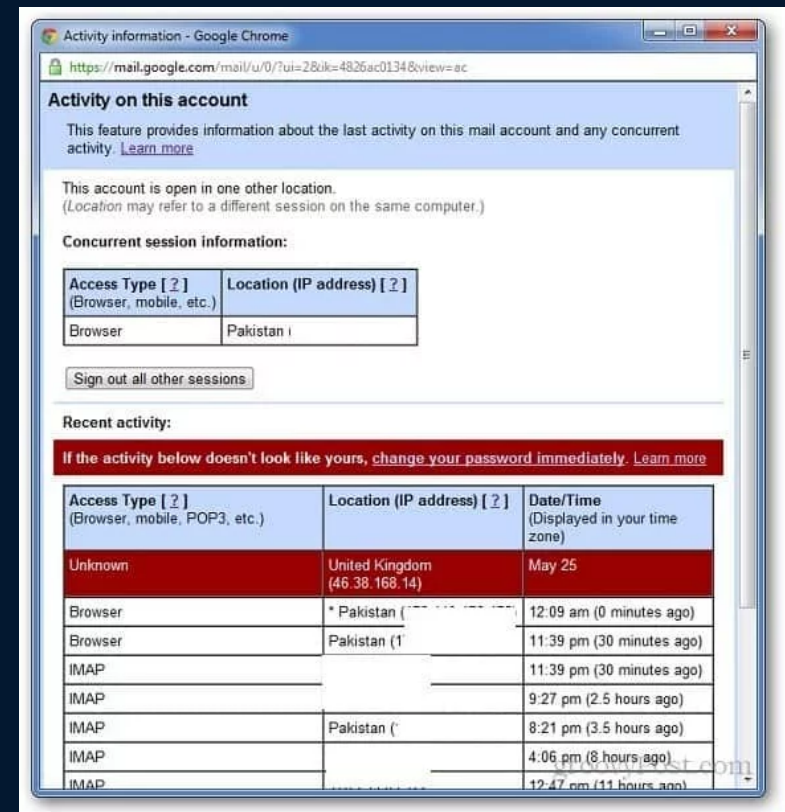 Activity information - Google Chrome
https://mail.google.com/mail/u/0/?ui=2&ik=4826ac0134&view=ac
Activity on this account
This feature provides information about the last activity on this mail account and any concurrent
activity. Learn more
This account is open in one other location.
(Location may refer to a different session on the same computer.)
Concurrent session information:
Access Type [ ? ] Location (IP address) [ ? ]
(Browser, mobile, etc.)
Browser Pakistan
Sign out all other sessions
Recent activity:
If the activity below doesn't look like yours, change your password immediately. Learn more
Access Type [ ? ] Location (IP address) [ ? ] Date/Time
(Browser, mobile, POP3, etc.) (Displayed in your time
zone)
Unknown United Kingdom May 25
(46.38.168.14)
Browser * Pakistan ( 12:09 am (0 minutes ago)
Browser Pakistan (1 11:39 pm (30 minutes ago)
IMAP 11:39 pm (30 minutes ago)
IMAP 9:27 pm (2.5 hours ago)
IMAP Pakistan ( 8:21 pm (3.5 hours ago)
IMAP 4:06 pm (8 hours ago)
IMAP 12:47 pm (11 hours ago)
groovyPost.com